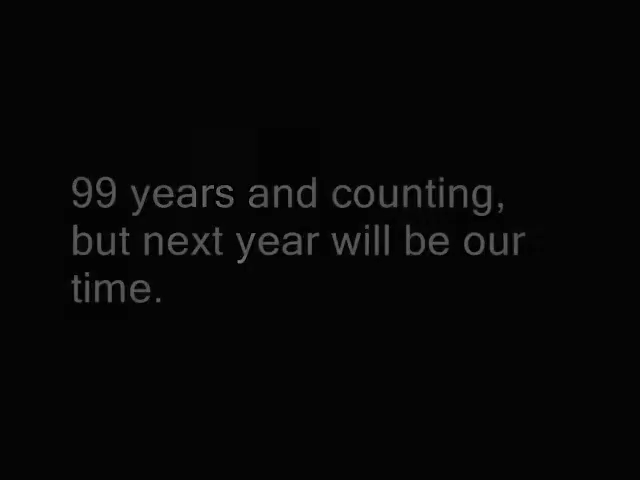 99 years and counting,
but next year will be our
time.